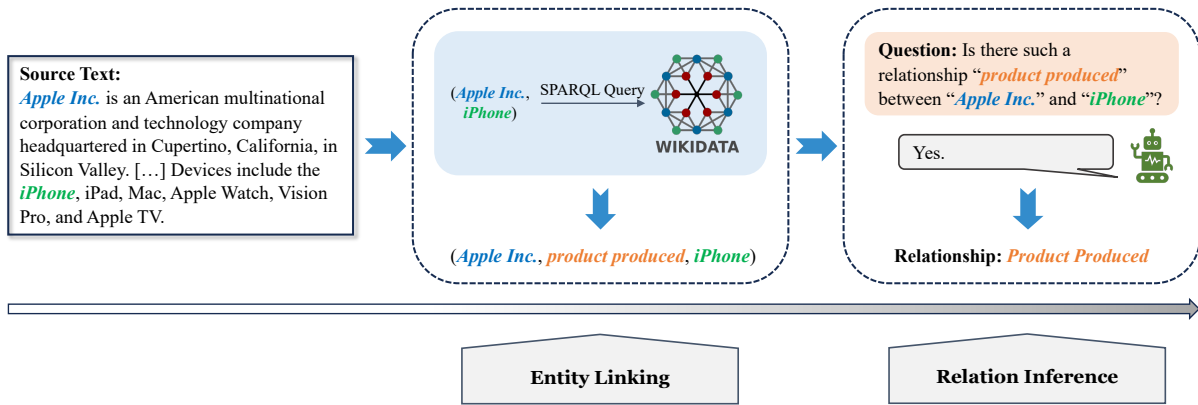 Source Text:
Apple Inc. is an American multinational
corporation and technology company
headquartered in Cupertino, California, in
Silicon Valley. […] Devices include the
iPhone, iPad, Mac, Apple Watch, Vision
Pro, and Apple TV.
(Apple Inc.,
iPhone)
SPARQL Query
WIKIDATA
(Apple Inc., product produced, iPhone)
Question: Is there such a
relationship “product produced”
between “Apple Inc.” and “iPhone”?
Yes.
Relationship: Product Produced
Entity Linking
Relation Inference